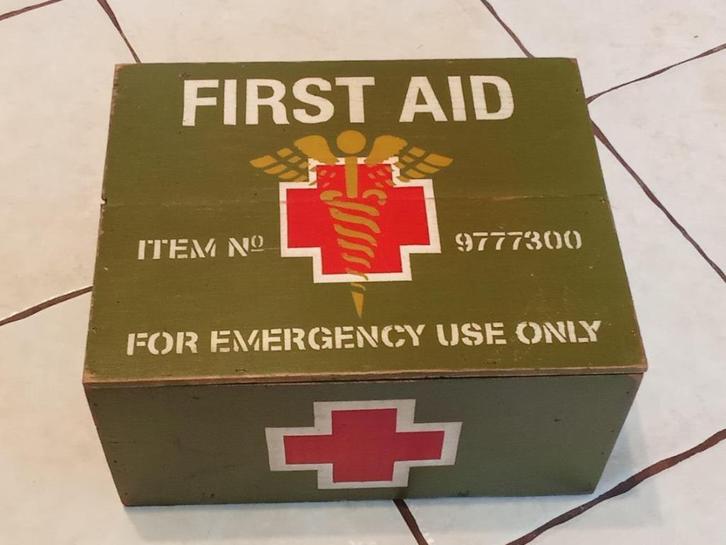 FIRST AID
ITEM Nº 9777300
FOR EMERGENCY USE ONLY